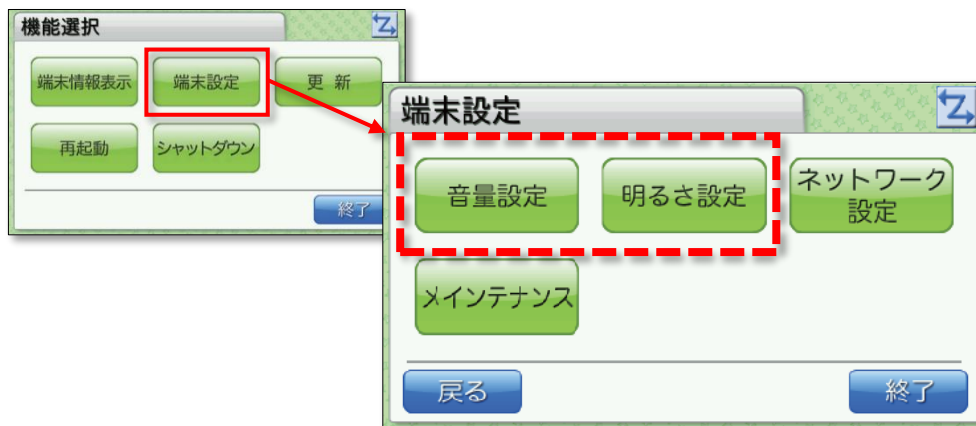 機能選択
端末情報表示
端末設定
更 新
再起動
シャットダウン
終了
端末設定
音量設定
明るさ設定
ネットワーク
設定
メインテナンス
戻る
終了